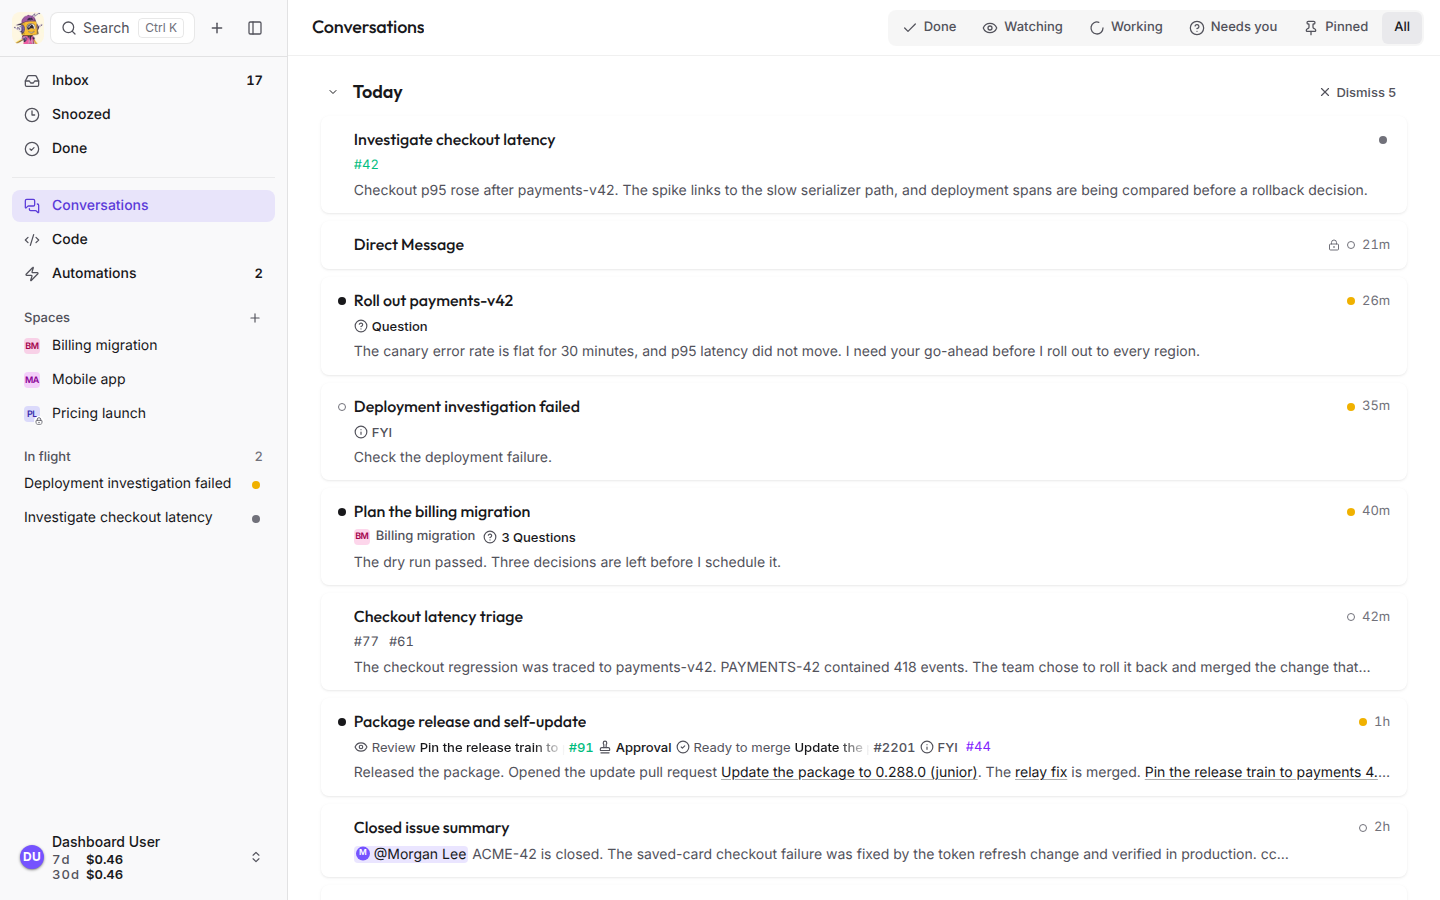 Search Ctrl K
Inbox 17
Snoozed
Done
Conversations
Code
Automations 2
Spaces
BM Billing migration
MA Mobile app
PL Pricing launch
In flight 2
Deployment investigation failed
Investigate checkout latency
DU Dashboard User
7d $0.46
30d $0.46
Conversations
Done Watching Working Needs you Pinned All
Today Dismiss 5
Investigate checkout latency
#42
Checkout p95 rose after payments-v42. The spike links to the slow serializer path, and deployment spans are being compared before a rollback decision.
Direct Message 21m
Roll out payments-v42 26m
Question
The canary error rate is flat for 30 minutes, and p95 latency did not move. I need your go-ahead before I roll out to every region.
Deployment investigation failed 35m
FYI
Check the deployment failure.
Plan the billing migration 40m
BM Billing migration 3 Questions
The dry run passed. Three decisions are left before I schedule it.
Checkout latency triage 42m
#77 #61
The checkout regression was traced to payments-v42. PAYMENTS-42 contained 418 events. The team chose to roll it back and merged the change that...
Package release and self-update 1h
Review Pin the release train to #91 Approval Ready to merge Update the #2201 FYI #44
Released the package. Opened the update pull request Update the package to 0.288.0 (junior). The relay fix is merged. Pin the release train to payments 4....
Closed issue summary 2h
M @Morgan Lee ACME-42 is closed. The saved-card checkout failure was fixed by the token refresh change and verified in production. cc...